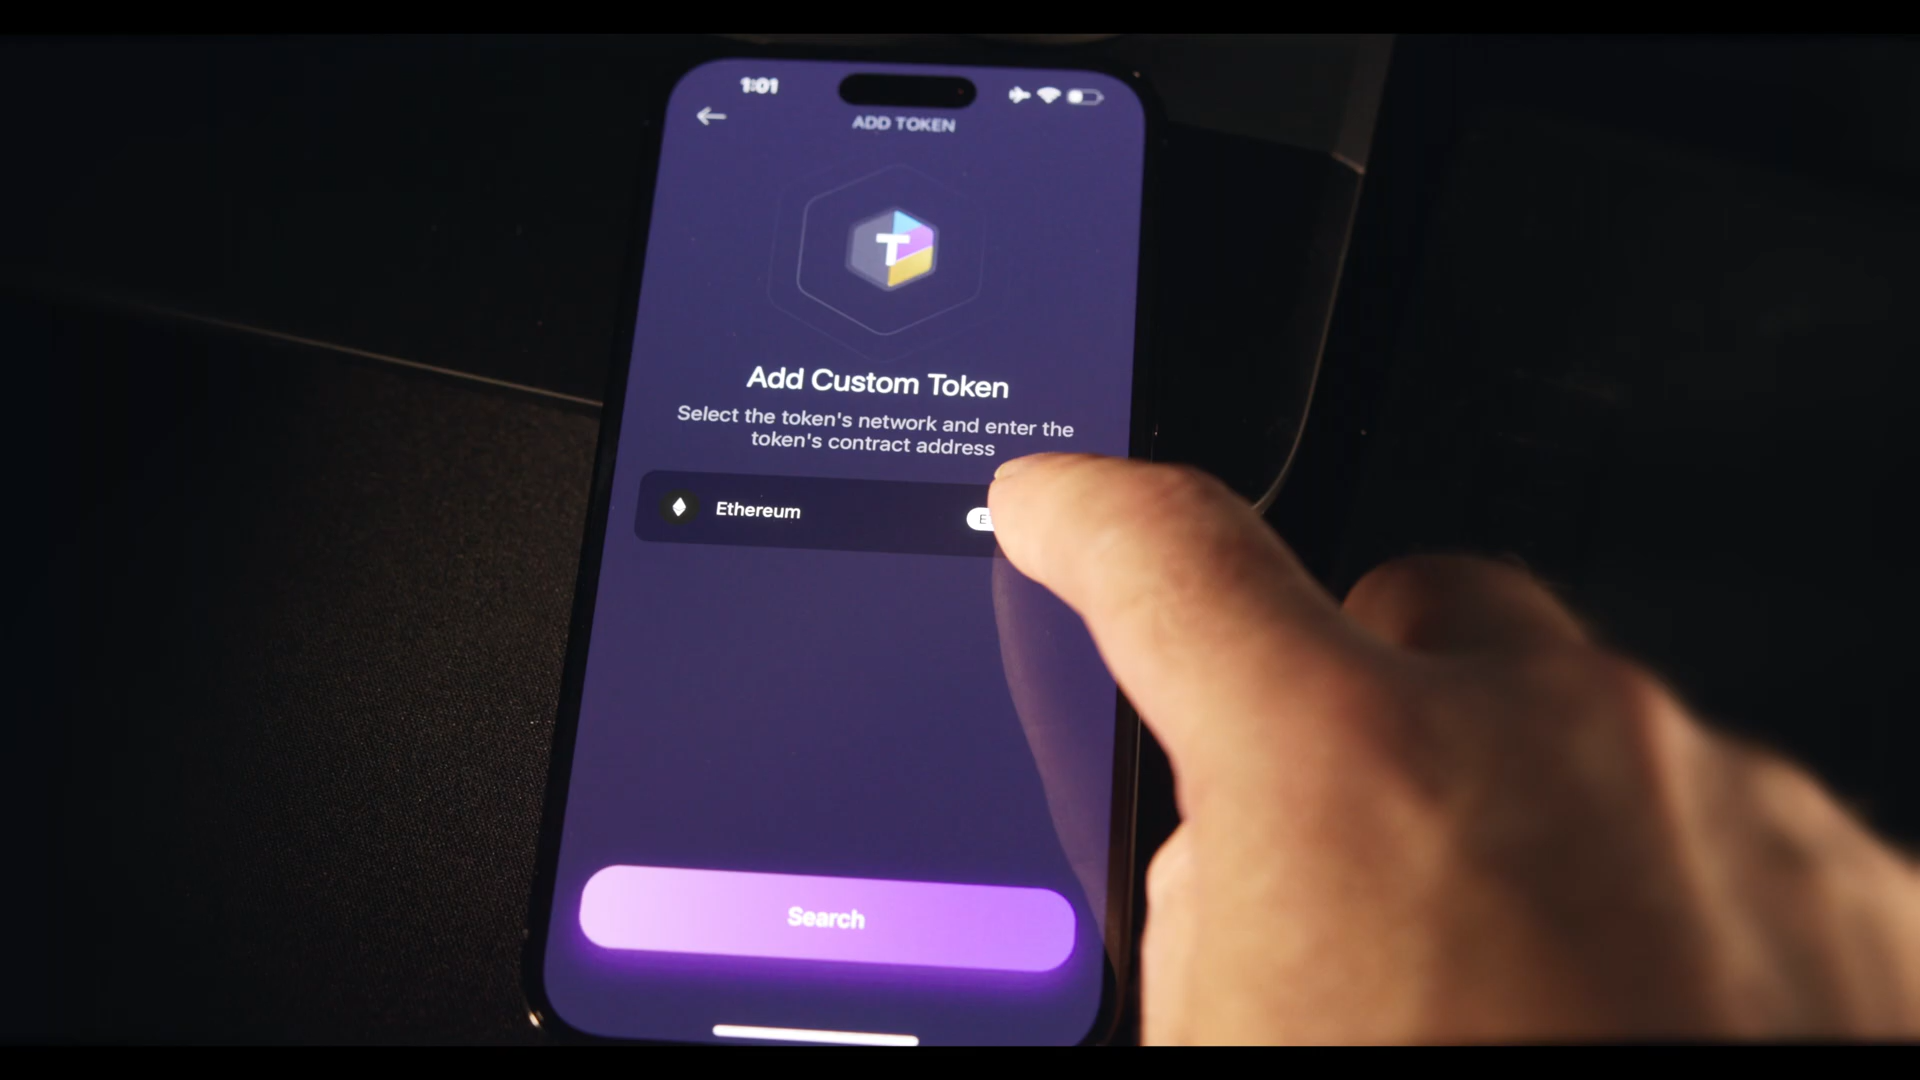 1:01
ADD TOKEN
T
Add Custom Token
Select the token's network and enter the
token's contract address
Ethereum
Search